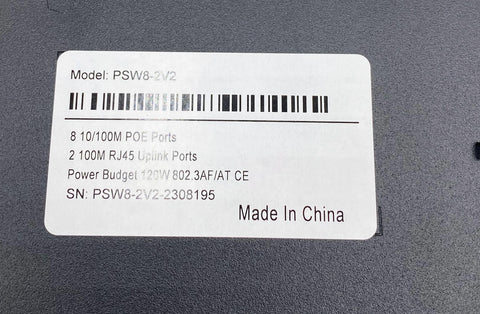 Model: PSW8-2V2
8 10/100M POE Ports
2 100M RJ45 Uplink Ports
Power Budget 120W 802.3AF/AT CE
SN: PSW8-2V2-2308195
Made In China